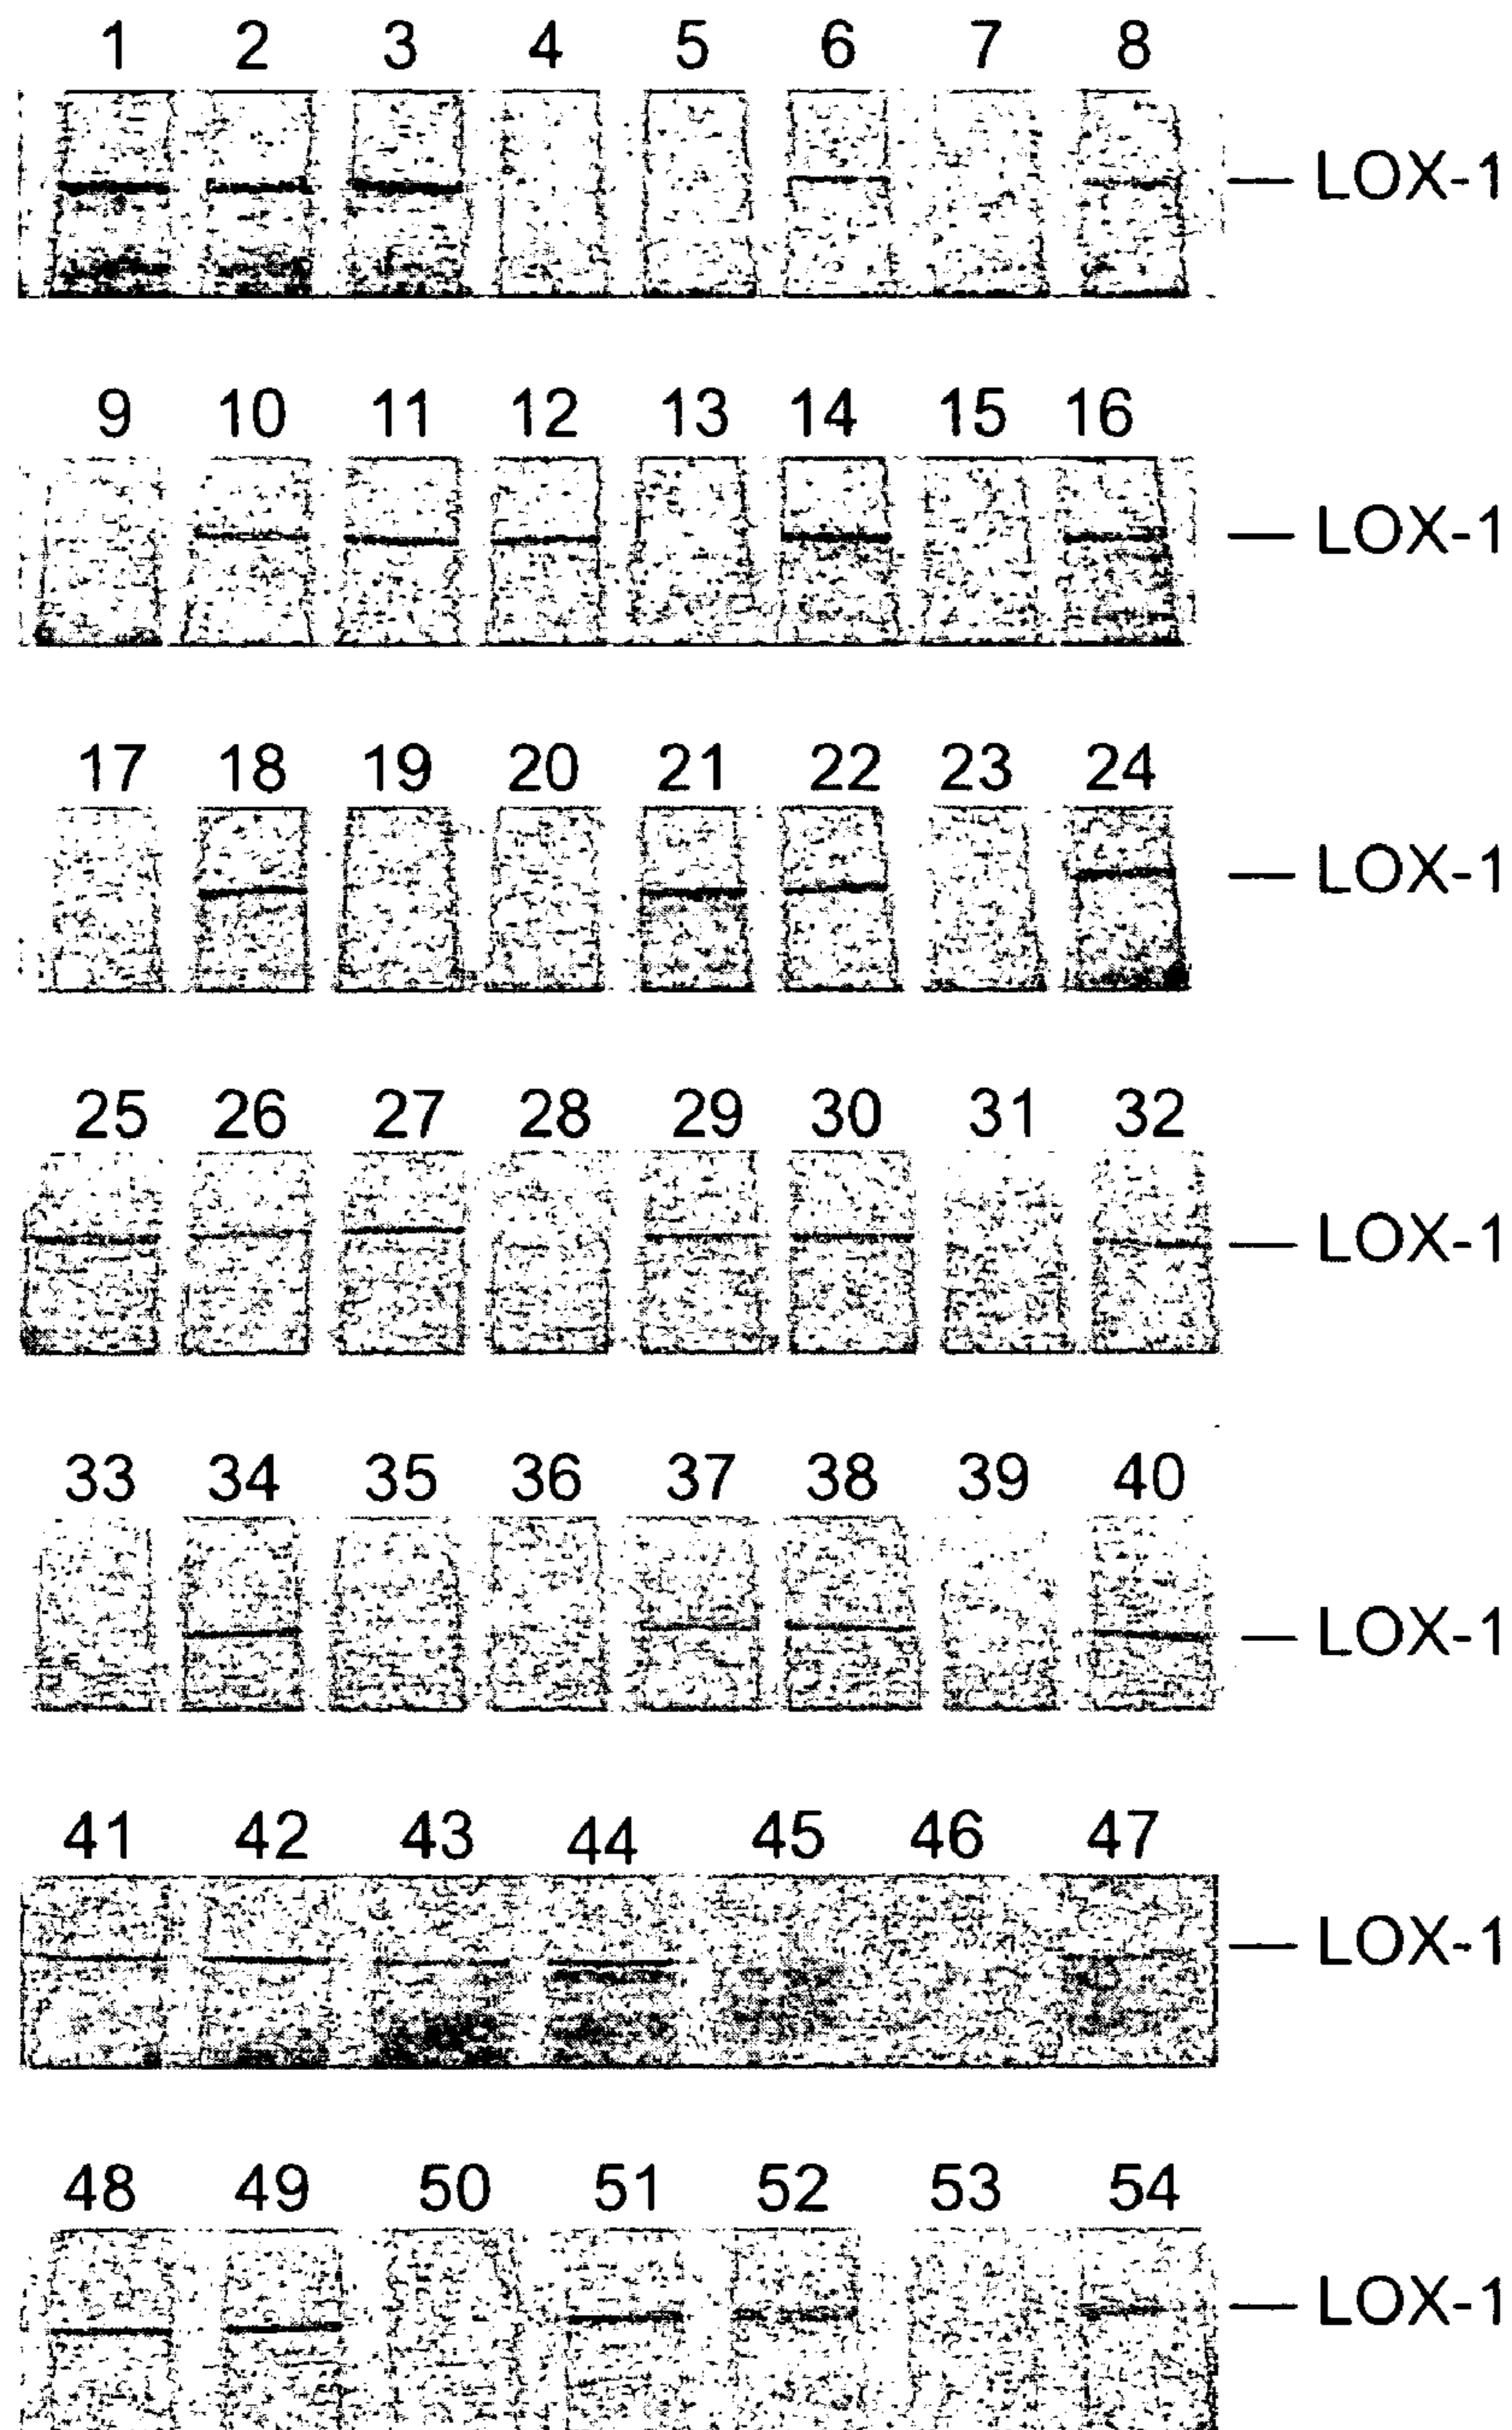 1 2 3 4 5 6 7 8
LOX-1
9 10 11 12 13 14 15 16
LOX-1
17 18 19 20 21 22 23 24
LOX-1
25 26 27 28 29 30 31 32
LOX-1
33 34 35 36 37 38 39 40
LOX-1
41 42 43 44 45 46 47
LOX-1
48 49 50 51 52 53 54
LOX-1